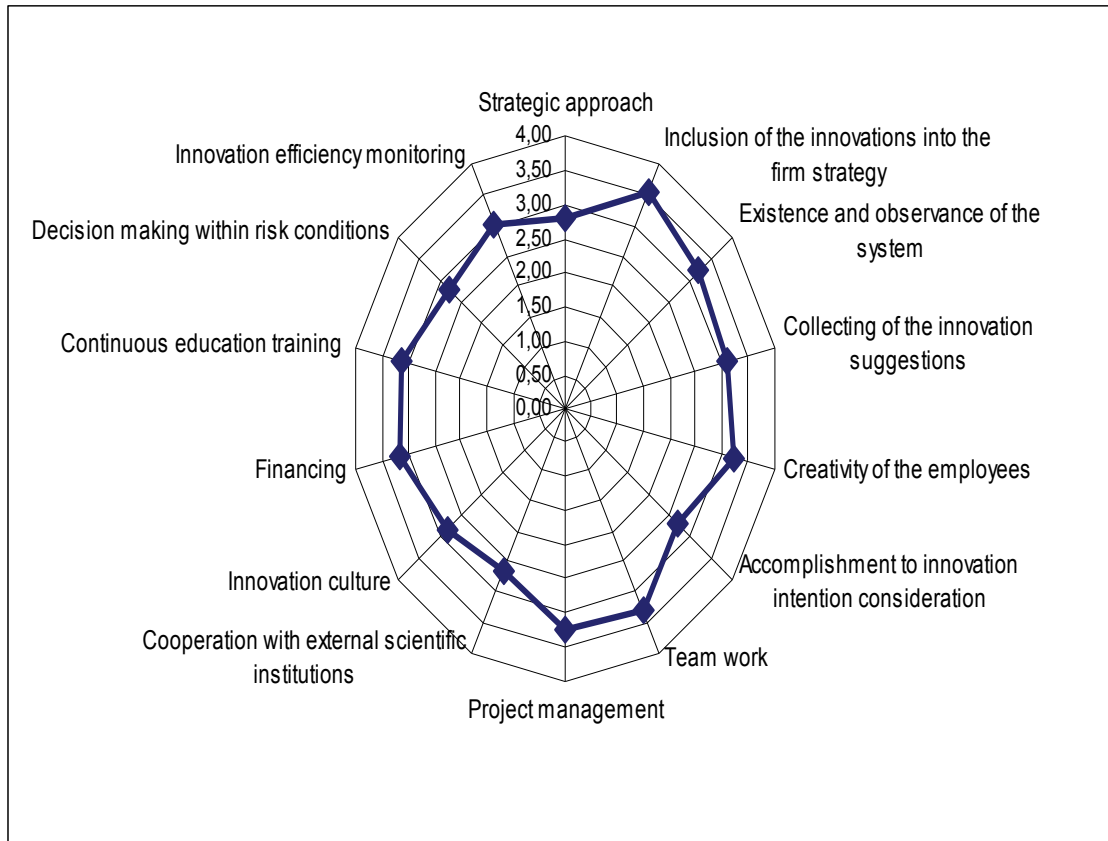 Strategic approach
4,00
3,50
3,00
2,50
2,00
1,50
1,00
0,50
0,00
Inclusion of the innovations into the
firm strategy
Existence and observance of the
system
Collecting of the innovation
suggestions
Creativity of the employees
Accomplishment to innovation
intention consideration
Team work
Project management
Cooperation with external scientific
institutions
Innovation culture
Financing
Continuous education training
Decision making within risk conditions
Innovation efficiency monitoring